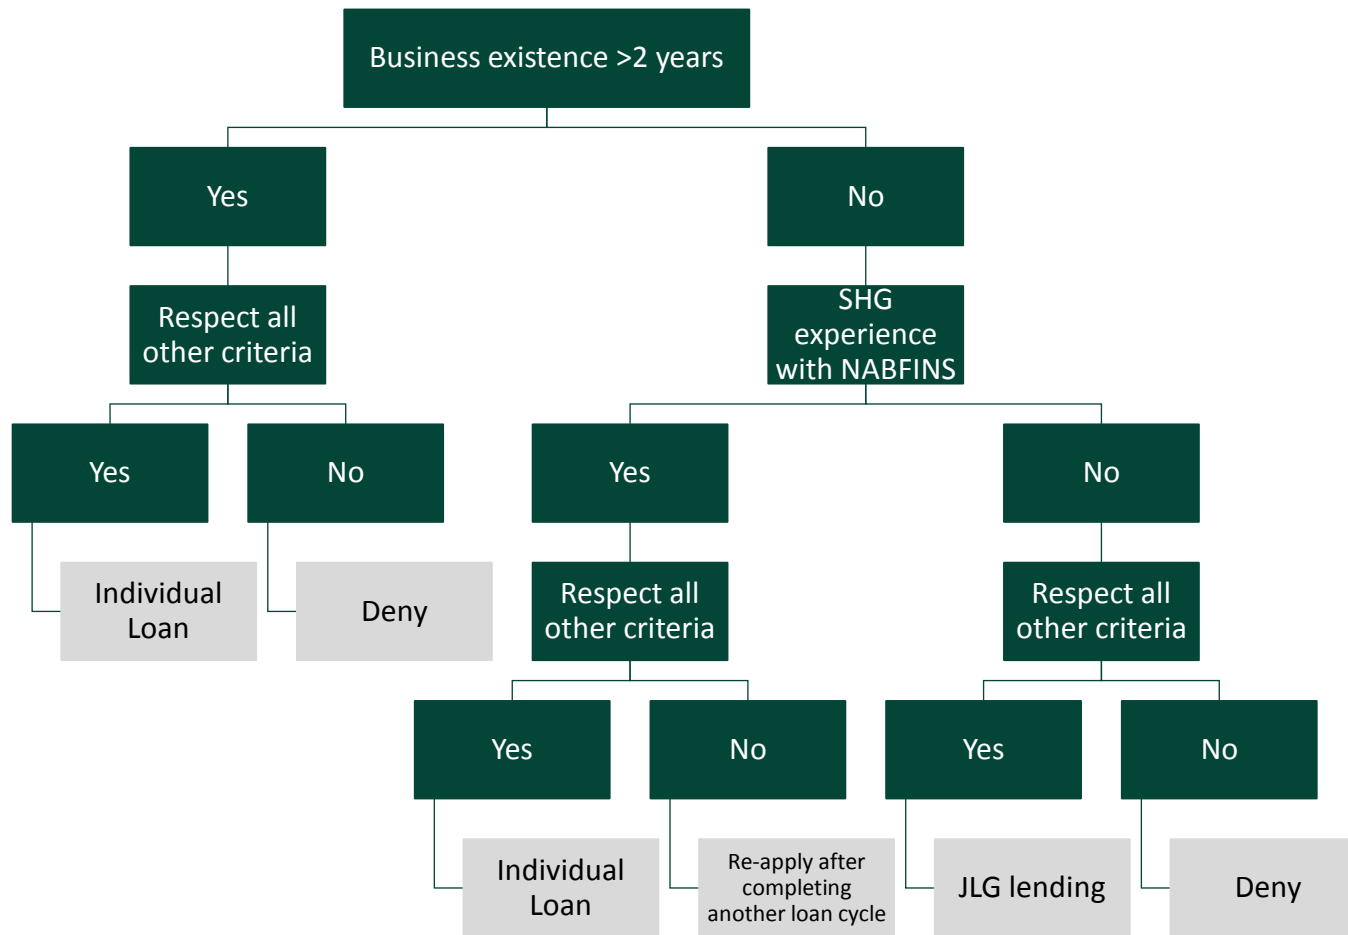 Business existence >2 years
Yes
No
Respect all
other criteria
SHG
experience
with NABFINS
Yes
No
Yes
No
Individual
Loan
Deny
Respect all
other criteria
Respect all
other criteria
Yes
No
Yes
No
Individual
Loan
Re-apply after
completing
another loan cycle
JLG lending
Deny